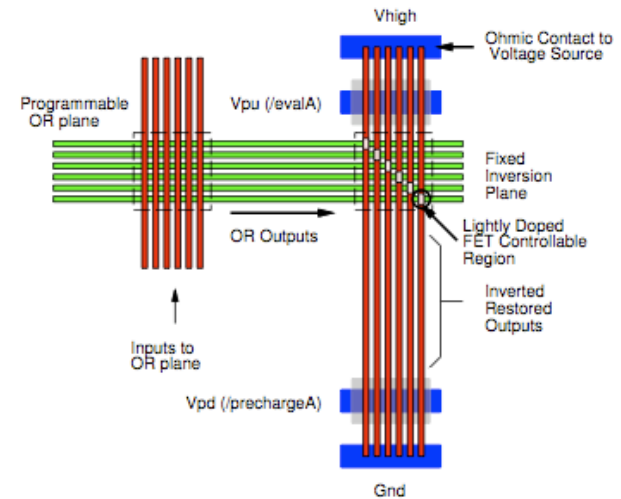 Vhigh
Ohmic Contact to
Voltage Source
Programmable
OR plane
Vpu (/evalA)
Fixed
Inversion
Plane
OR Outputs
Lightly Doped
FET Controllable
Region
Inverted
Restored
Outputs
Inputs to
OR plane
Vpd (/prechargeA)
Gnd